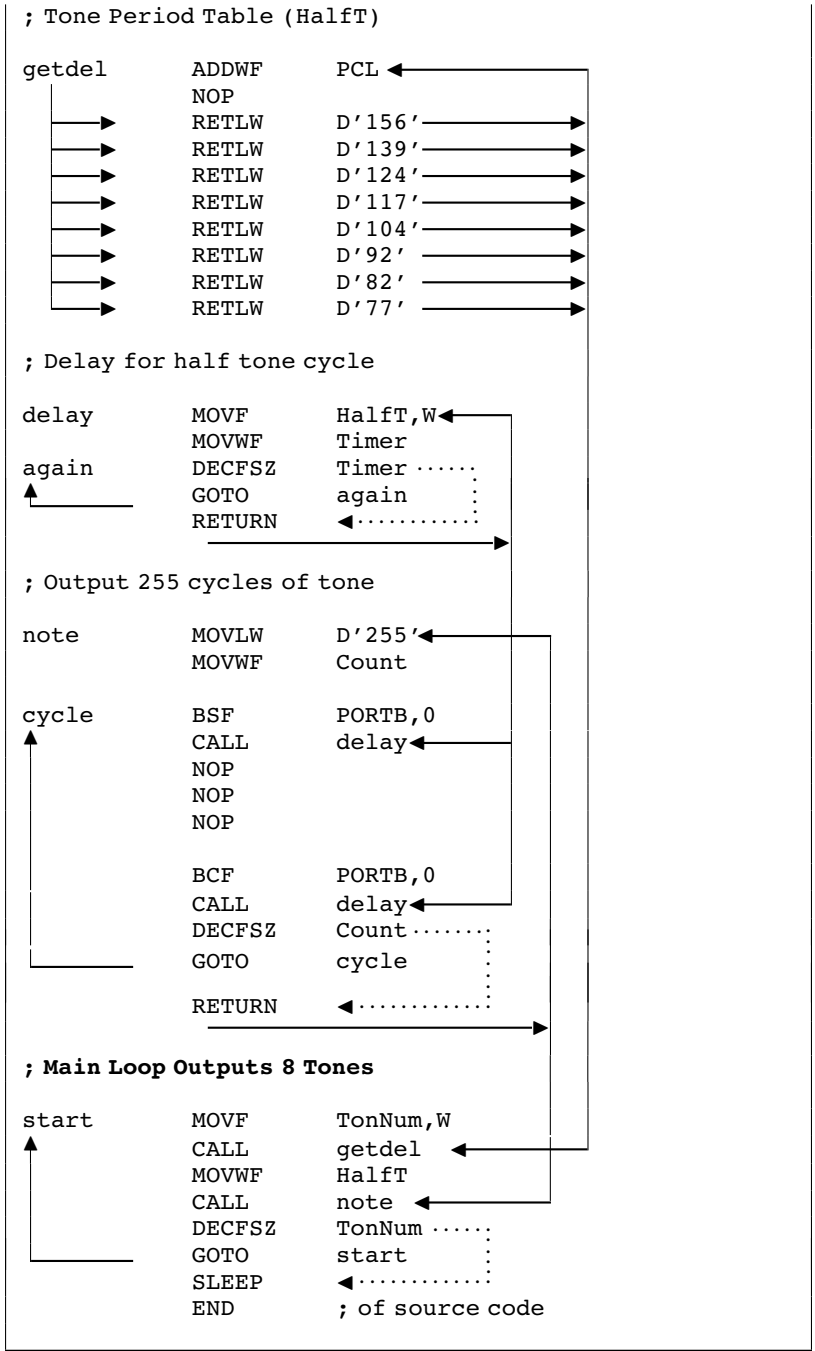 ; Tone Period Table (HalfT)
getdel ADDWF PCL
NOP
RETLW D'156'
RETLW D'139'
RETLW D'124'
RETLW D'117'
RETLW D'104'
RETLW D'92'
RETLW D'82'
RETLW D'77'
; Delay for half tone cycle
delay MOVF HalfT,W
MOVWF Timer
again DECFSZ Timer
GOTO again
RETURN
; Output 255 cycles of tone
note MOVLW D'255'
MOVWF Count
cycle BSF PORTB,0
CALL delay
NOP
NOP
NOP
BCF PORTB,0
CALL delay
DECFSZ Count
GOTO cycle
RETURN
; Main Loop Outputs 8 Tones
start MOVF TonNum,W
CALL getdel
MOVWF HalfT
CALL note
DECFSZ TonNum
GOTO start
SLEEP
END ; of source code